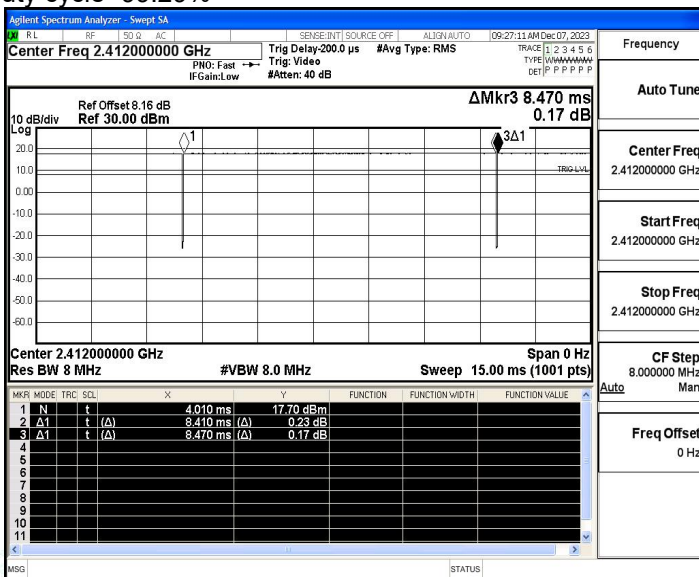 Agilent Spectrum Analyzer - Swept SA
RL RF 50 Ω AC SENSE:INT SOURCE OFF ALIGN AUTO 09:27:11 AM Dec 07, 2023
Center Freq 2.412000000 GHz
PNO: Fast
IFGain:Low
Trig Delay-200.0 µs
Trig: Video
#Atten: 40 dB
#Avg Type: RMS
TRACE 1 2 3 4 5 6
TYPE
DET P P P P P P
Frequency
Ref Offset 8.16 dB
10 dB/div Ref 30.00 dBm
Log
ΔMkr3 8.470 ms
0.17 dB
1
3Δ1
20.0
10.0
TRIG LVL
0.00
-10.0
-20.0
-30.0
-40.0
-50.0
-60.0
Center 2.412000000 GHz Span 0 Hz
Res BW 8 MHz #VBW 8.0 MHz Sweep 15.00 ms (1001 pts)
MKR MODE TRC SCL X Y FUNCTION FUNCTION WIDTH FUNCTION VALUE
1 N t 4.010 ms 17.70 dBm
2 Δ1 t (Δ) 8.410 ms (Δ) 0.23 dB
3 Δ1 t (Δ) 8.470 ms (Δ) 0.17 dB
4
5
6
7
8
9
10
11
MSG STATUS
Auto Tune
Center Freq
2.412000000 GHz
Start Freq
2.412000000 GHz
Stop Freq
2.412000000 GHz
CF Step
8.000000 MHz
Auto Man
Freq Offset
0 Hz